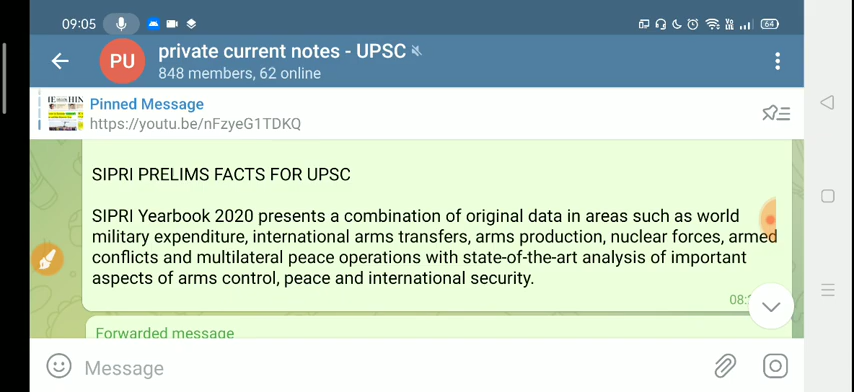 09:05
64
PU
private current notes - UPSC
848 members, 62 online
Pinned Message
https://youtu.be/nFzyeG1TDKQ
SIPRI PRELIMS FACTS FOR UPSC
SIPRI Yearbook 2020 presents a combination of original data in areas such as world
military expenditure, international arms transfers, arms production, nuclear forces, armed
conflicts and multilateral peace operations with state-of-the-art analysis of important
aspects of arms control, peace and international security.
08:
Forwarded message
Message